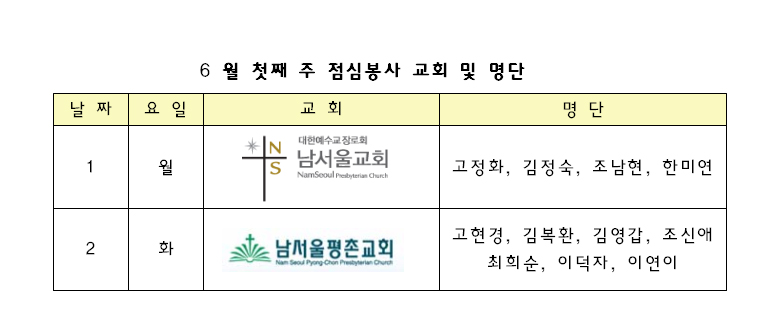 6 월 첫째 주 점심봉사 교회 및 명단
날 짜 요 일 교 회 명 단
1 월
대한예수교장로회
N
S
남서울교회
NamSeoul Presbyterian Church
고정화, 김정숙, 조남현, 한미연
2 화
남서울평촌교회
Nam Seoul Pyong-Chon Presbyterian Church
고현경, 김복환, 김영갑, 조신애
최희순, 이덕자, 이연이